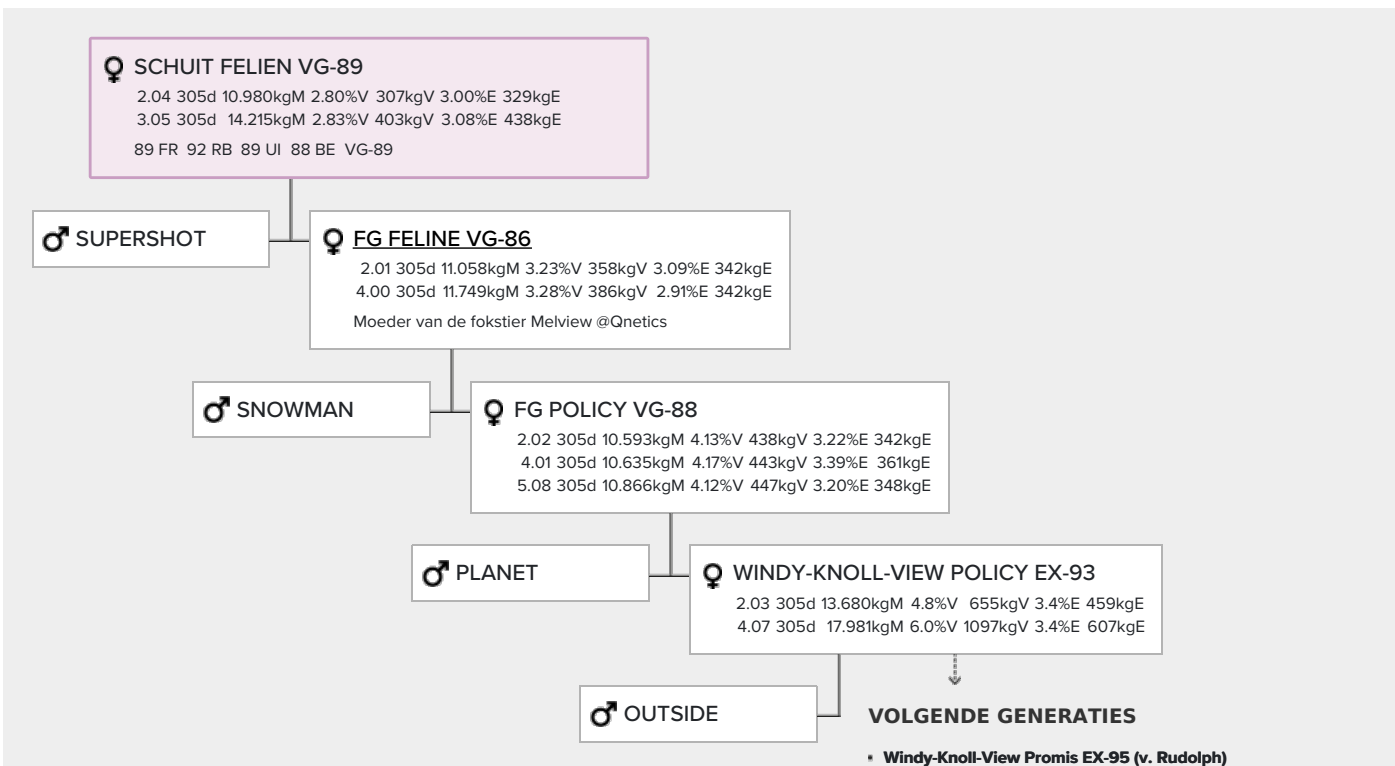 SCHUIT FELIEN VG-89
2.04 305d 10.980kgM 2.80%V 307kgV 3.00%E 329kgE
3.05 305d 14.215kgM 2.83%V 403kgV 3.08%E 438kgE
89 FR 92 RB 89 UI 88 BE VG-89
SUPERSHOT
FG FELINE VG-86
2.01 305d 11.058kgM 3.23%V 358kgV 3.09%E 342kgE
4.00 305d 11.749kgM 3.28%V 386kgV 2.91%E 342kgE
Moeder van de fokstier Melview @Qnetics
SNOWMAN
FG POLICY VG-88
2.02 305d 10.593kgM 4.13%V 438kgV 3.22%E 342kgE
4.01 305d 10.635kgM 4.17%V 443kgV 3.39%E 361kgE
5.08 305d 10.866kgM 4.12%V 447kgV 3.20%E 348kgE
PLANET
WINDY-KNOLL-VIEW POLICY EX-93
2.03 305d 13.680kgM 4.8%V 655kgV 3.4%E 459kgE
4.07 305d 17.981kgM 6.0%V 1097kgV 3.4%E 607kgE
OUTSIDE
VOLGENDE GENERATIES
▪ Windy-Knoll-View Promis EX-95 (v. Rudolph)